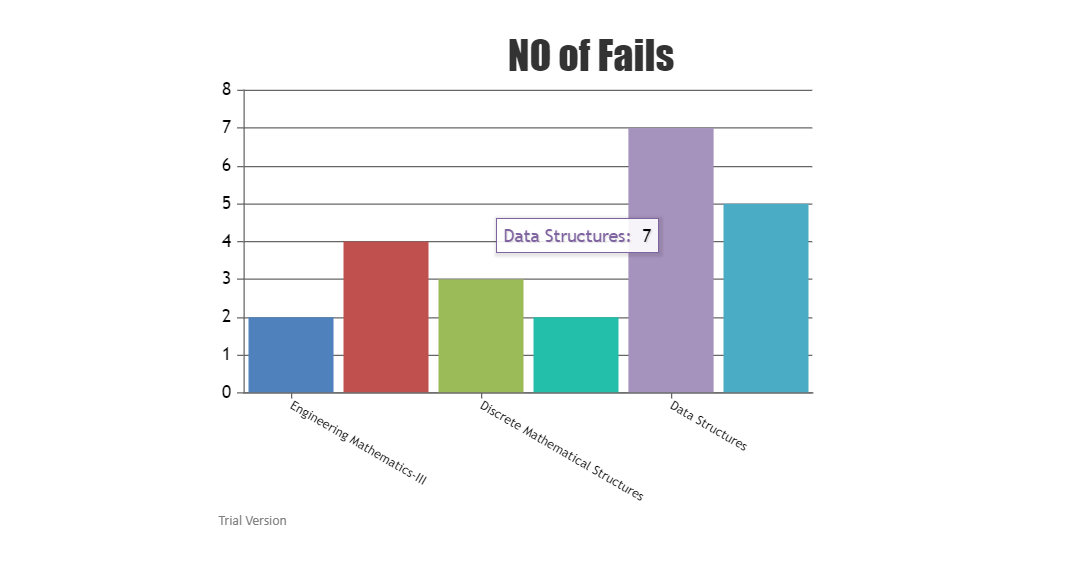 NO of Fails
8
7
6
5
4
3
2
1
0
Data Structures: 7
Engineering Mathematics-III
Discrete Mathematical Structures
Data Structures
Trial Version